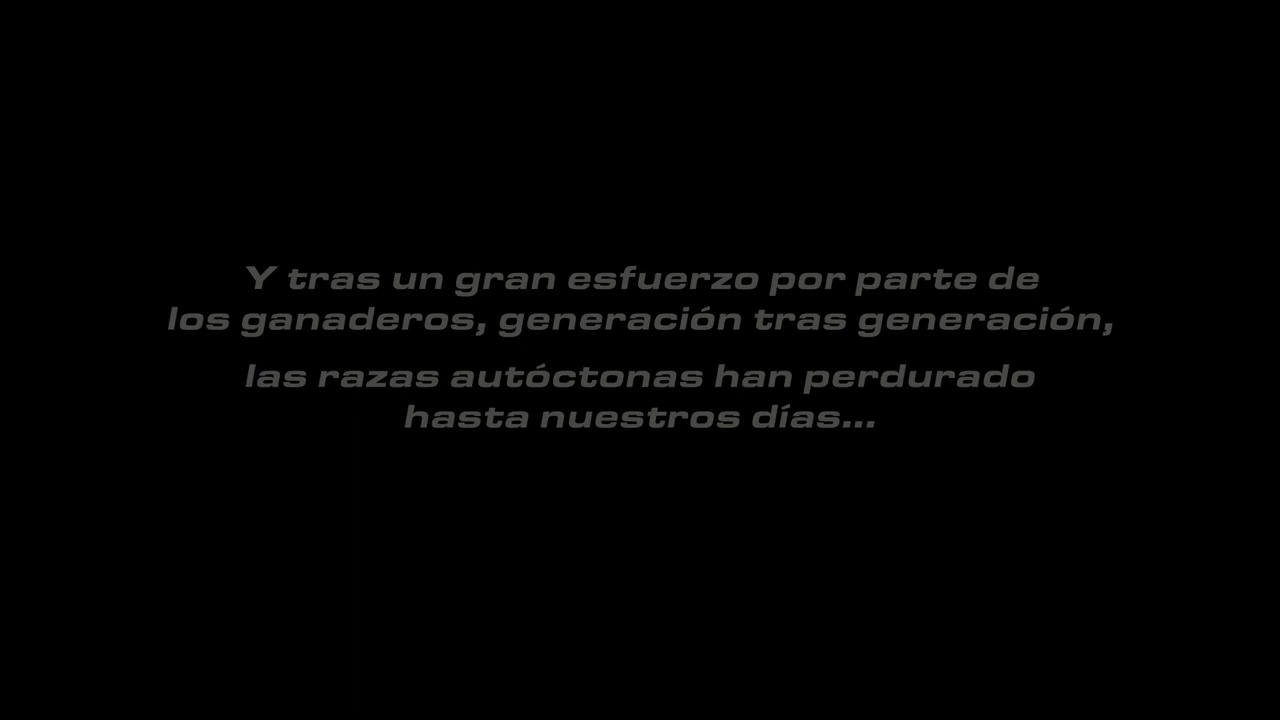 Y tras un gran esfuerzo por parte de
los ganaderos, generación tras generación,
las razas autóctonas han perdurado
hasta nuestros días...